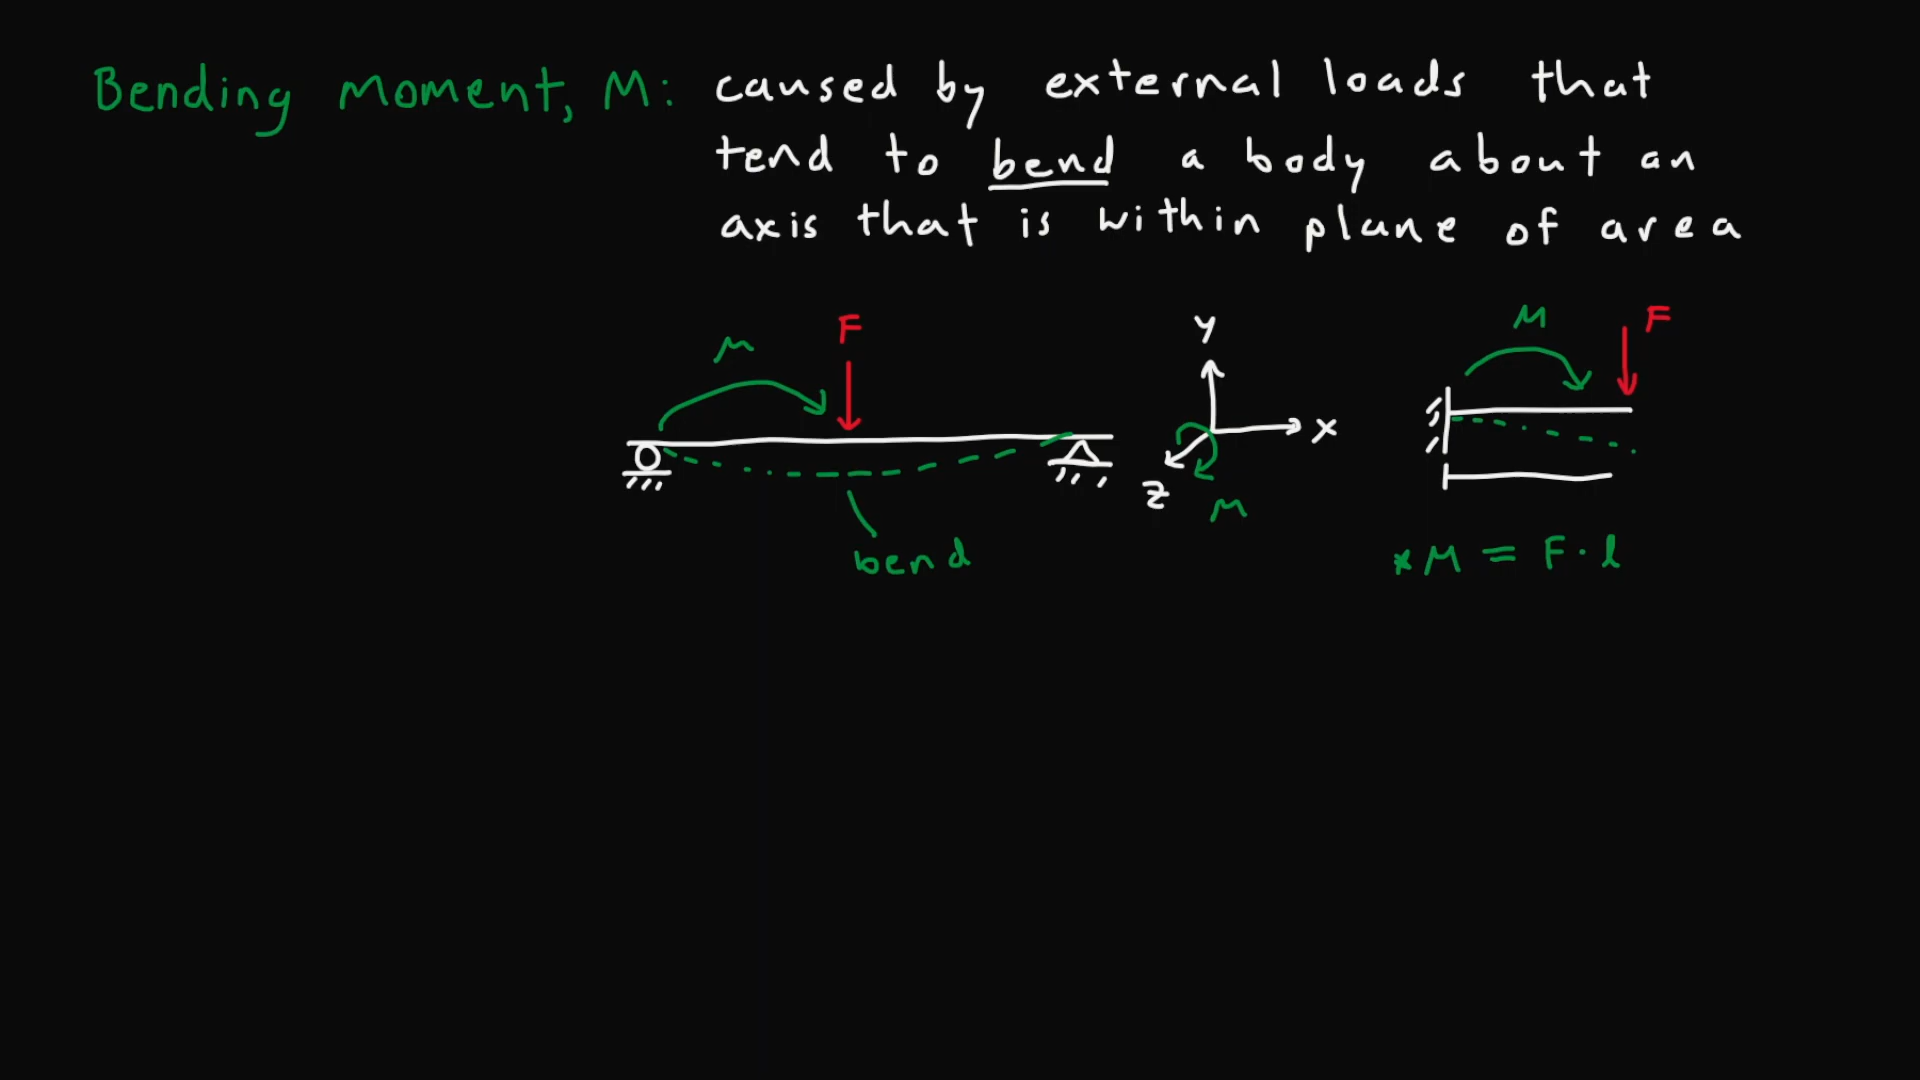 Bending moment, M: caused by external loads that
tend to bend a body about an
axis that is within plane of area
M
F
Y
X
Z
M
M
F
bend
*M = F·l